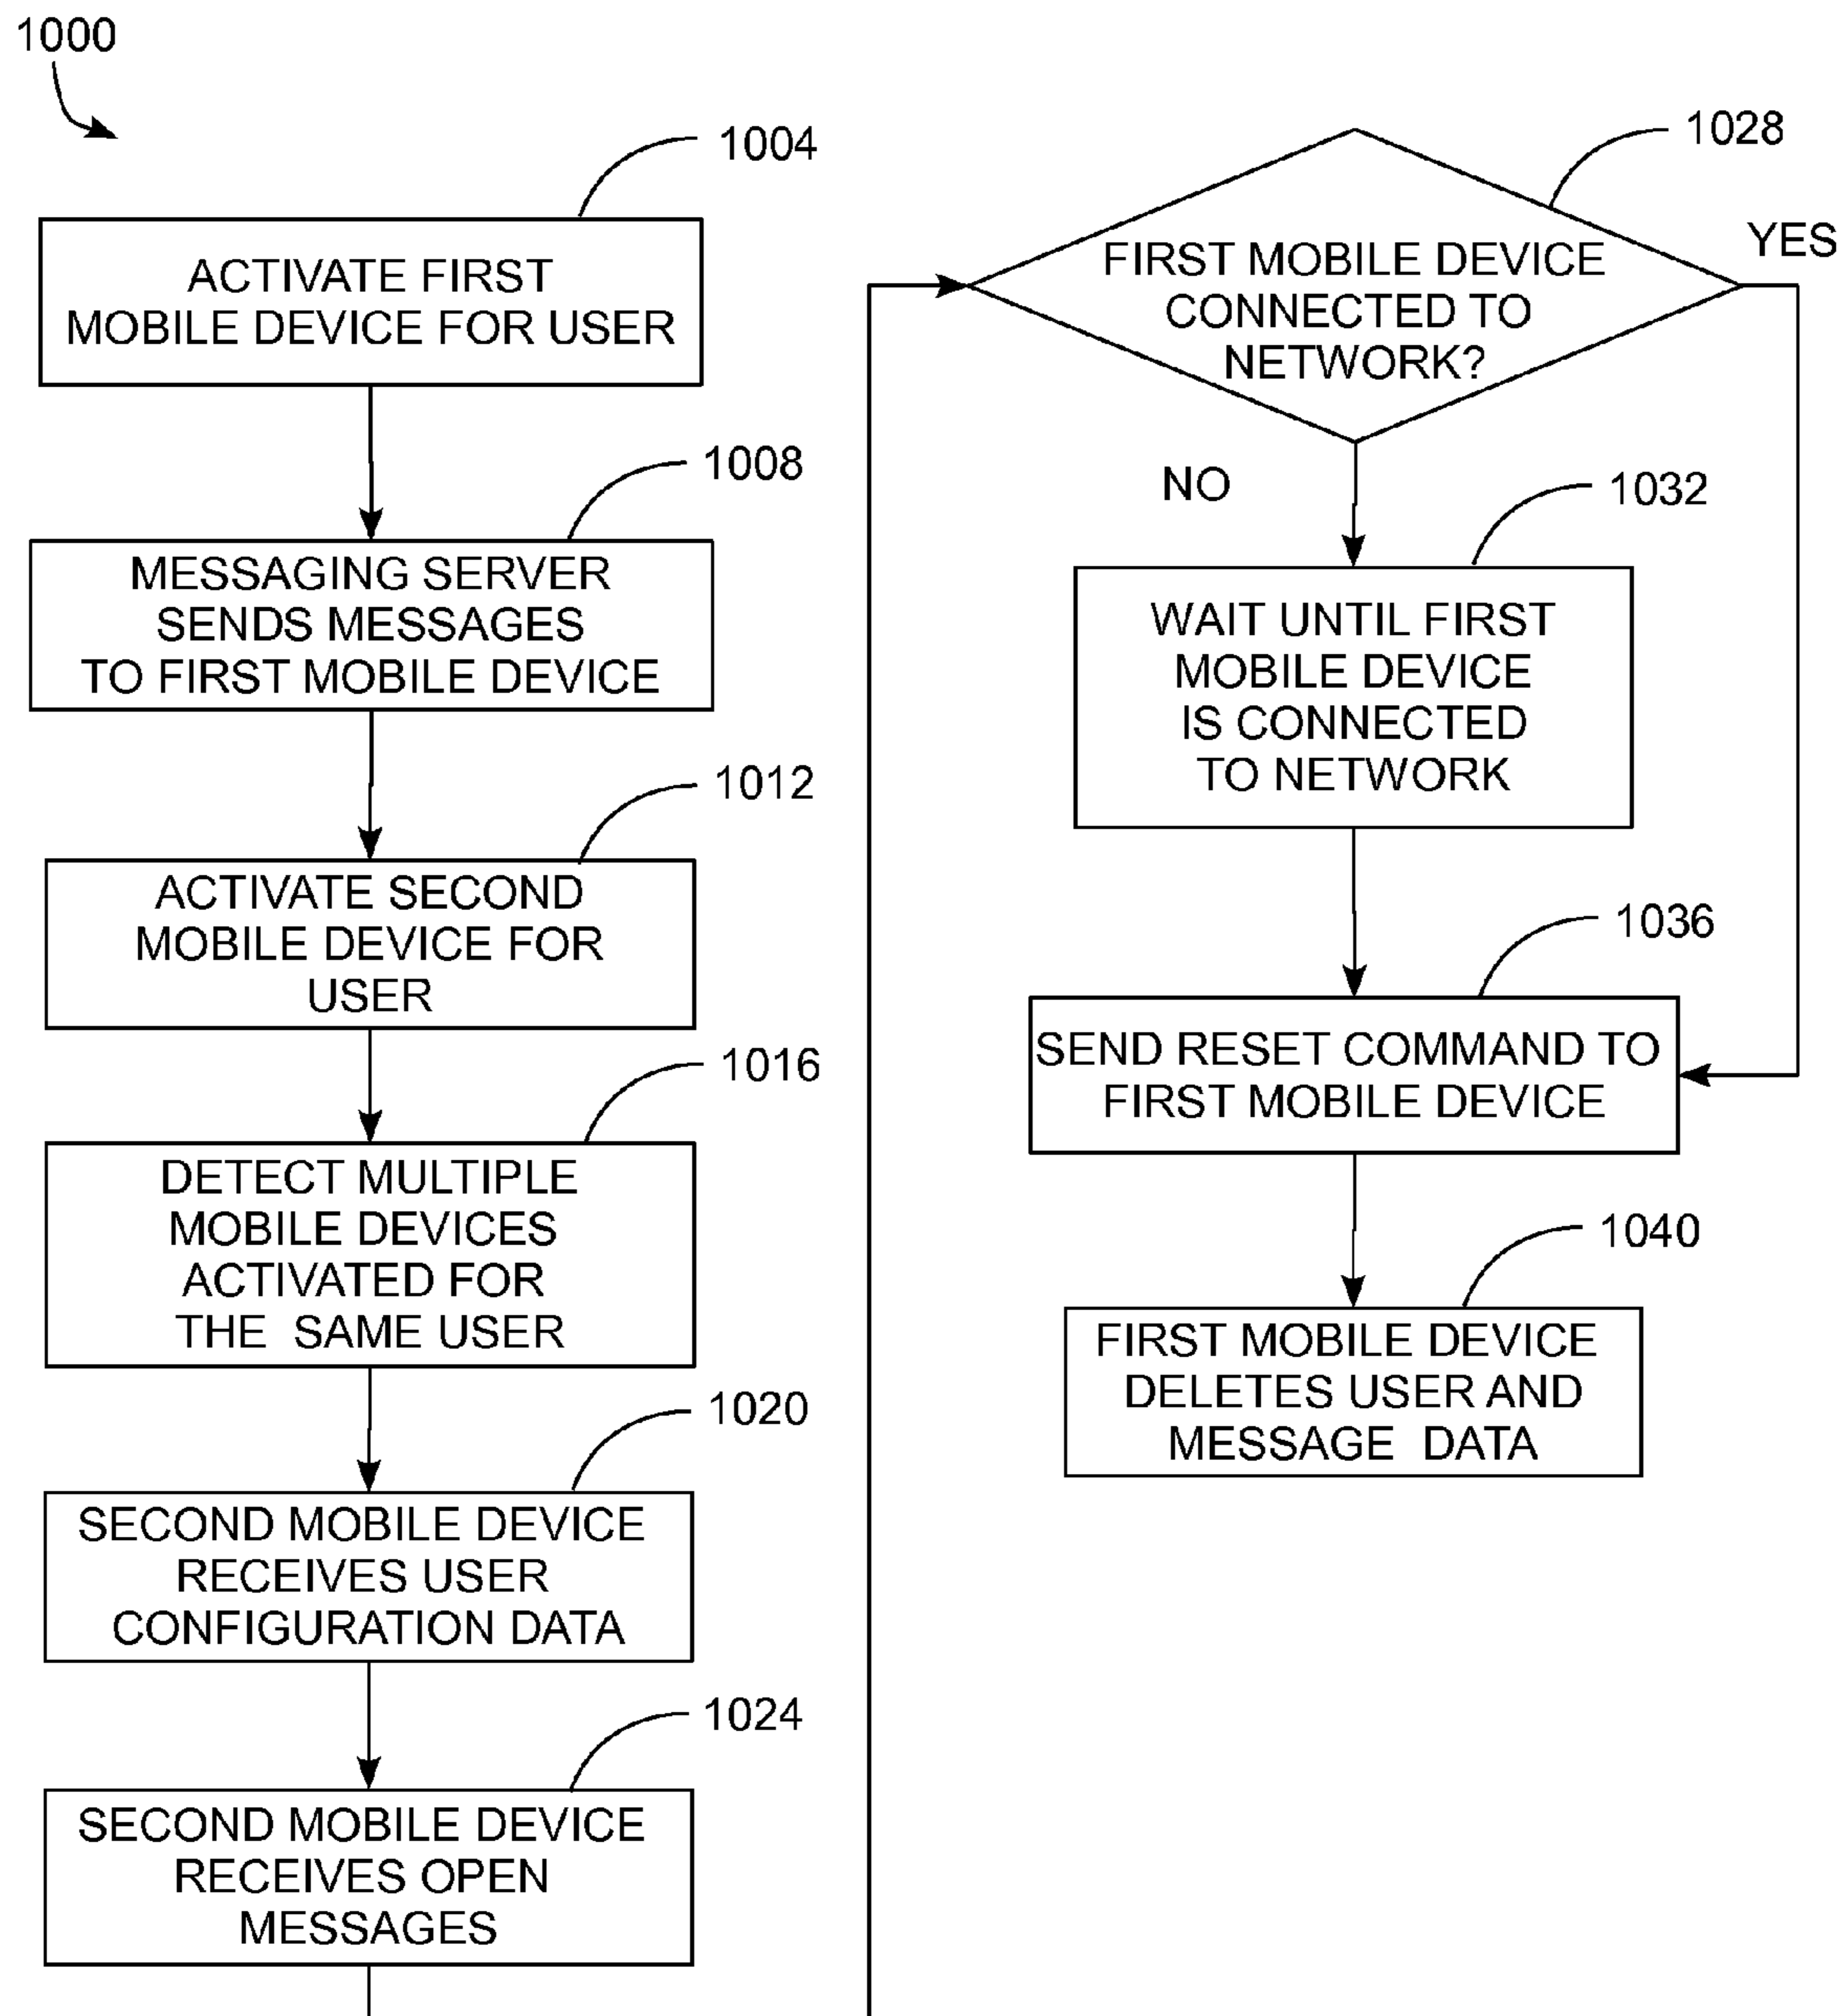 1000
1004
ACTIVATE FIRST
MOBILE DEVICE FOR USER
1008
MESSAGING SERVER
SENDS MESSAGES
TO FIRST MOBILE DEVICE
1012
ACTIVATE SECOND
MOBILE DEVICE FOR
USER
1016
DETECT MULTIPLE
MOBILE DEVICES
ACTIVATED FOR
THE SAME USER
1020
SECOND MOBILE DEVICE
RECEIVES USER
CONFIGURATION DATA
1024
SECOND MOBILE DEVICE
RECEIVES OPEN
MESSAGES
1028
FIRST MOBILE DEVICE
CONNECTED TO
NETWORK?
YES
NO
1032
WAIT UNTIL FIRST
MOBILE DEVICE
IS CONNECTED
TO NETWORK
1036
SEND RESET COMMAND TO
FIRST MOBILE DEVICE
1040
FIRST MOBILE DEVICE
DELETES USER AND
MESSAGE DATA